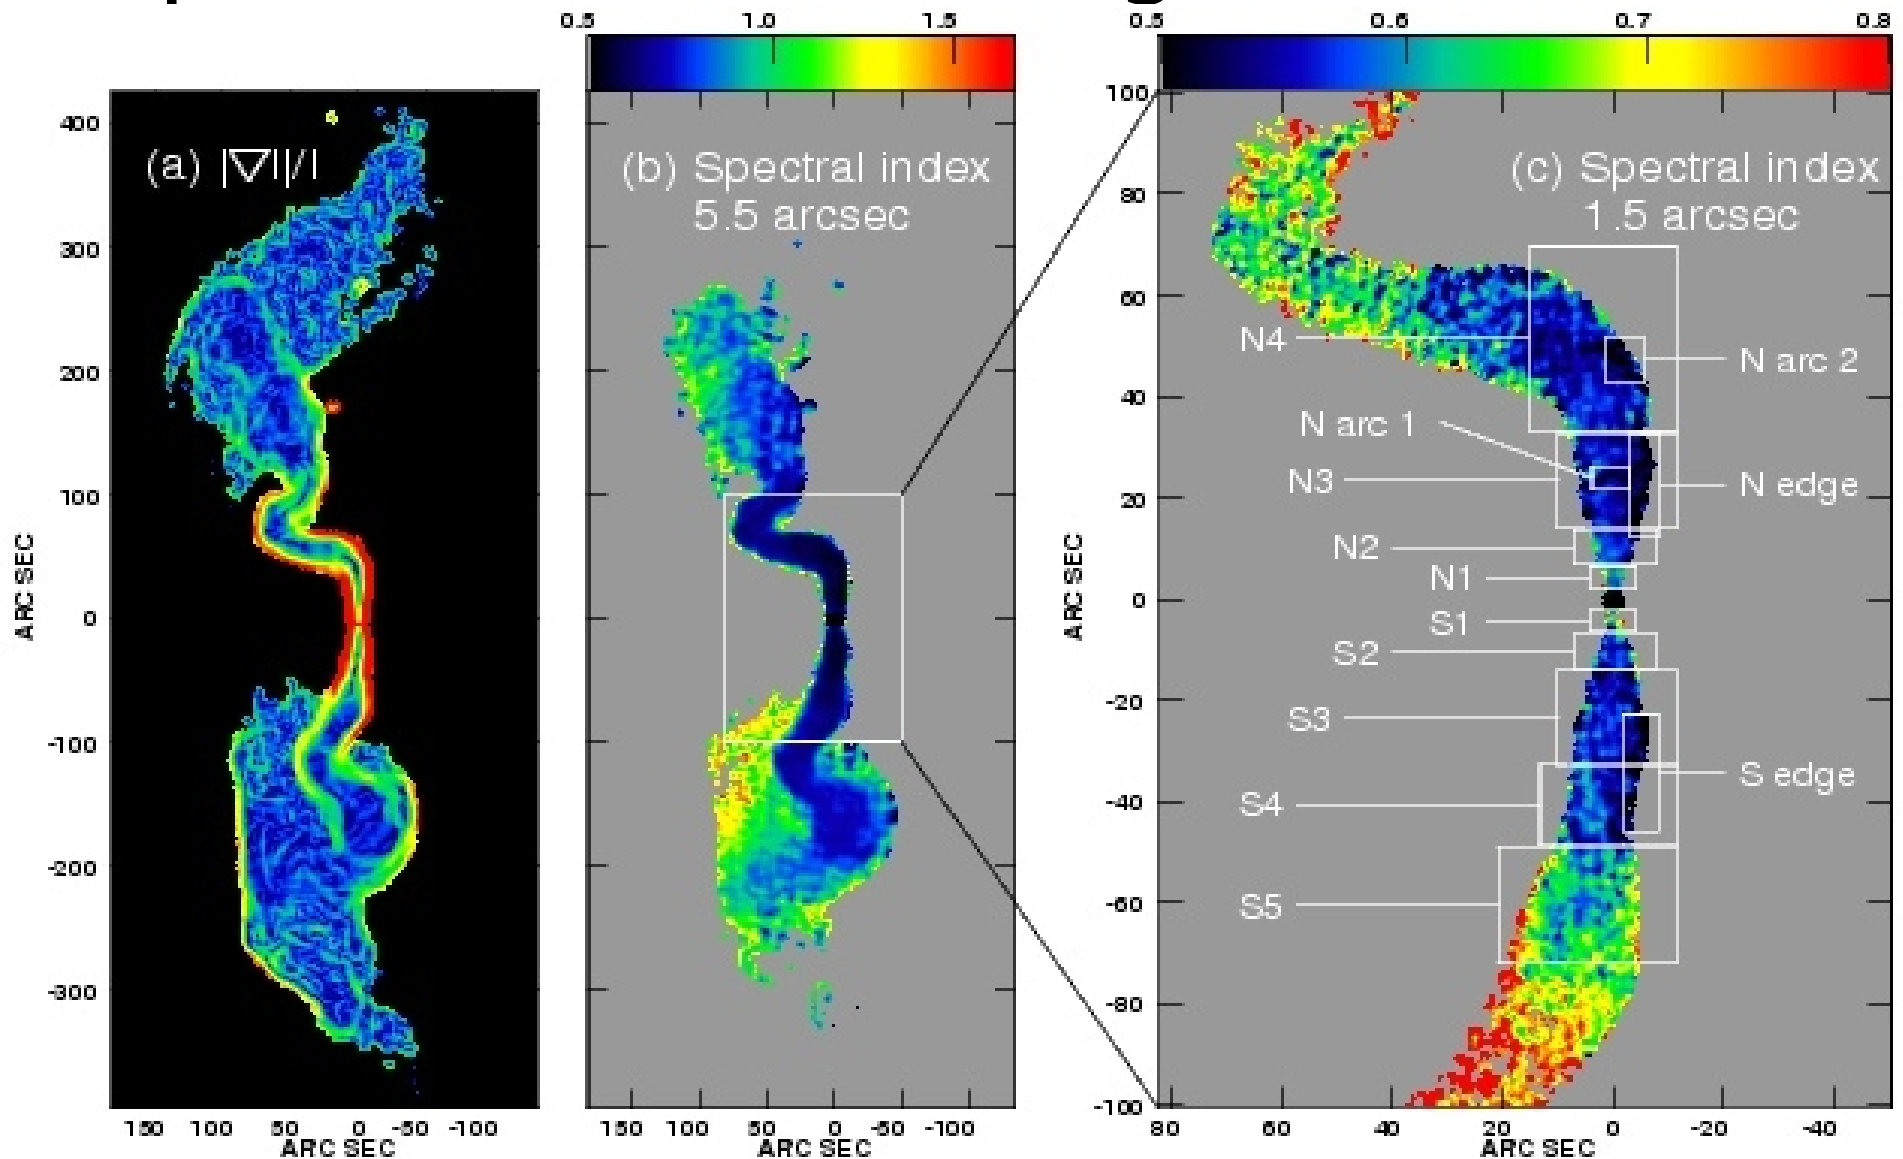 0.5 1.0 1.5
0.5 0.6 0.7 0.8
(a) |∇I|/I
400
300
200
100
0
-100
-200
-300
ARC SEC
150 100 50 0 -50 -100
ARC SEC
(b) Spectral index
5.5 arcsec
150 100 50 0 -50 -100
ARC SEC
(c) Spectral index
1.5 arcsec
100
80
60
40
20
0
-20
-40
-60
-80
-100
ARC SEC
N4
N arc 2
N arc 1
N3
N edge
N2
N1
S1
S2
S3
S edge
S4
S5
80 60 40 20 0 -20 -40
ARC SEC